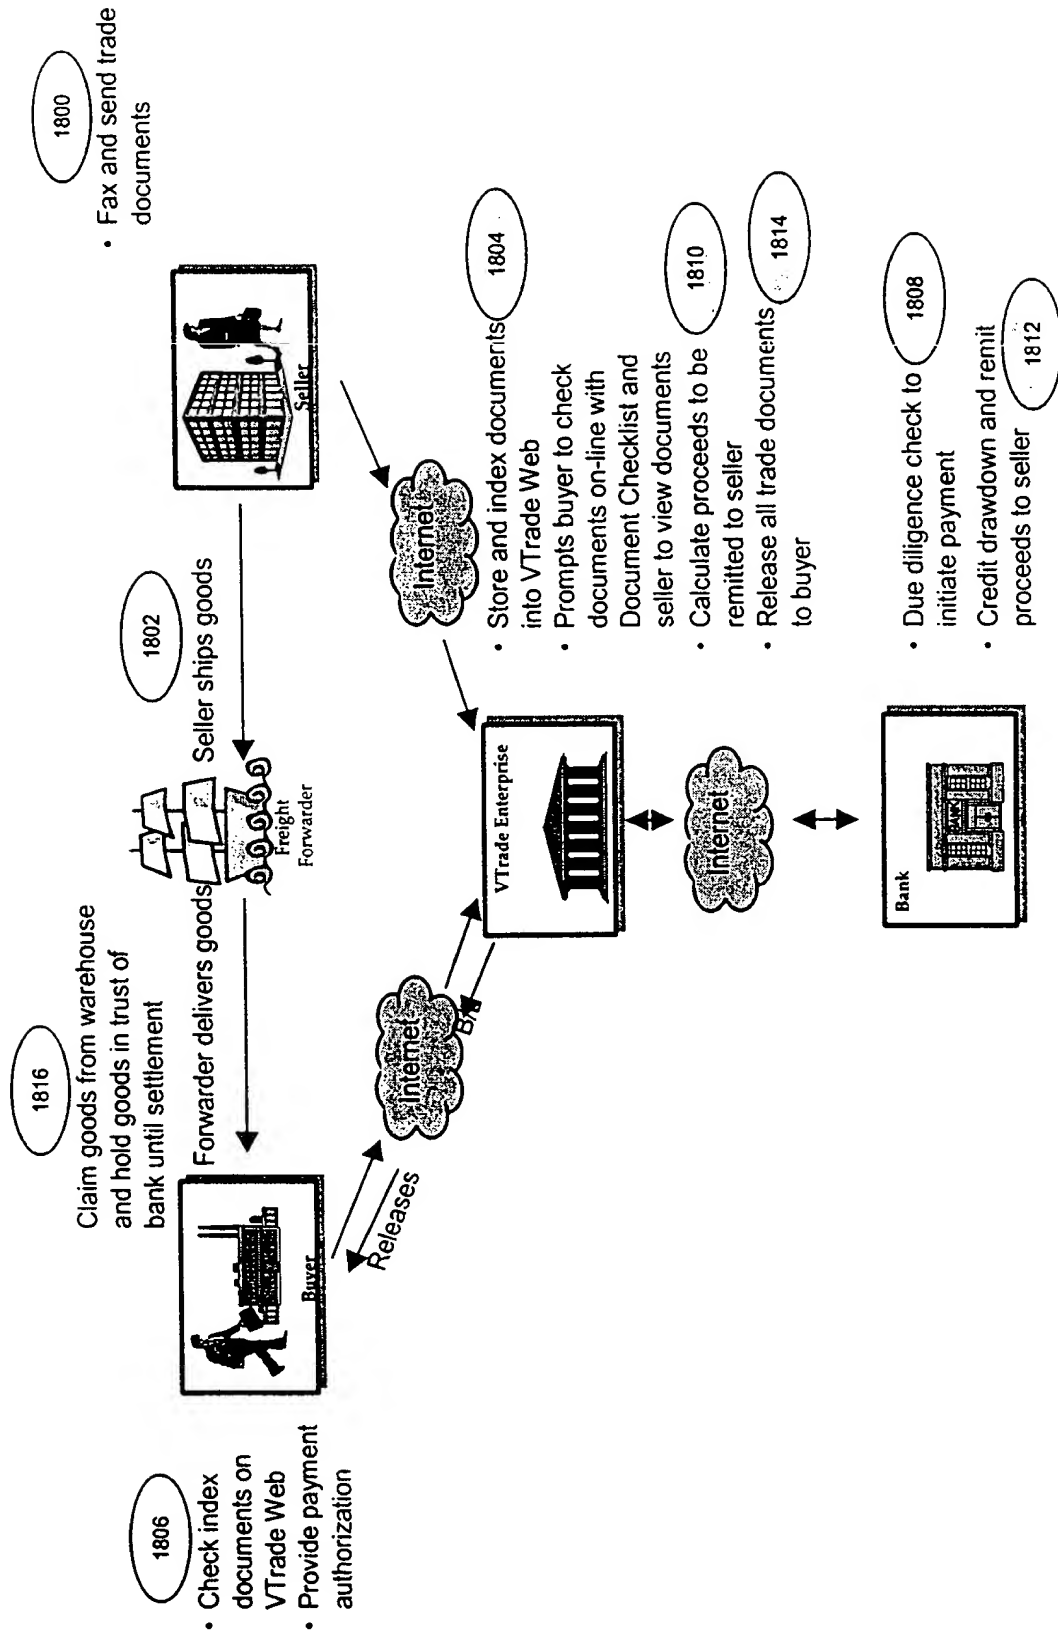 1800
• Fax and send trade
documents
1816
Claim goods from warehouse
and hold goods in trust of
bank until settlement
1802
Forwarder delivers goods
Seller ships goods
Freight
Forwarder
Buyer
Seller
1806
• Check index
documents on
VTrade Web
• Provide payment
authorization
Releases
Internet
B/L
Internet
VTrade Enterprise
1804
• Store and index documents
into VTrade Web
• Prompts buyer to check
documents on-line with
Document Checklist and
seller to view documents
1810
• Calculate proceeds to be
remitted to seller
1814
• Release all trade documents
to buyer
Internet
Bank
BANK
1808
• Due diligence check to
initiate payment
1812
• Credit drawdown and remit
proceeds to seller